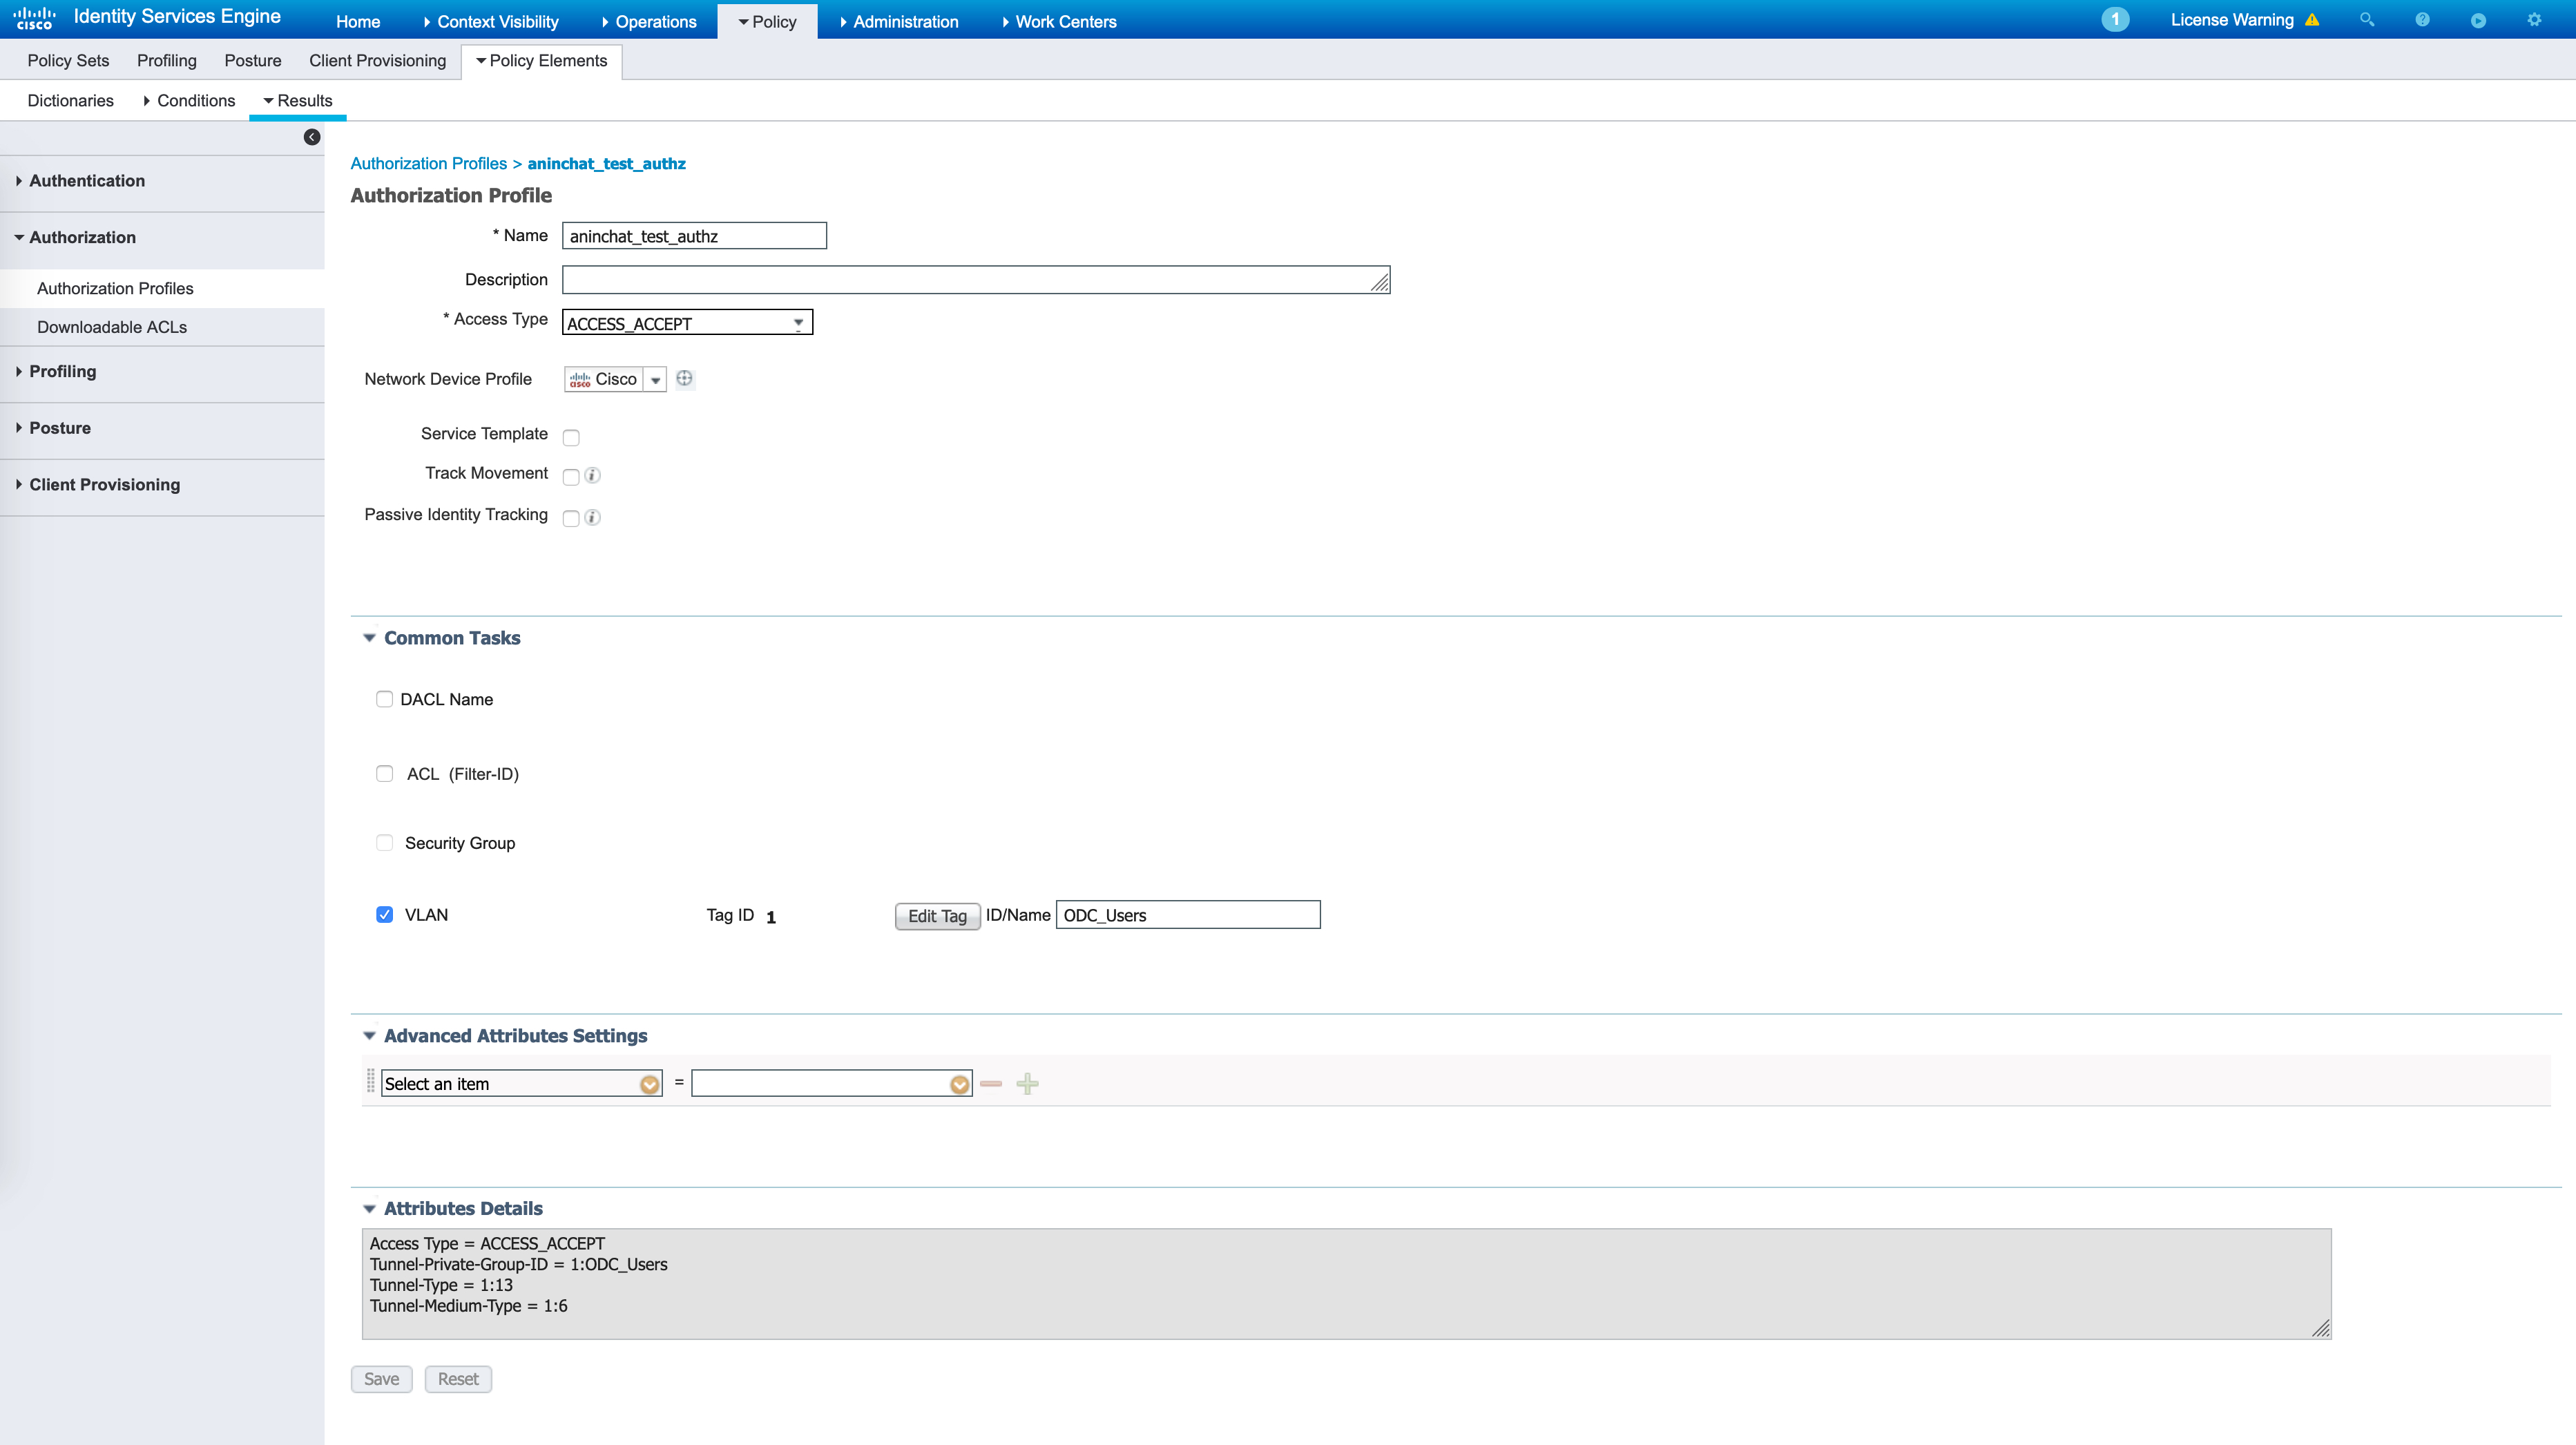 cisco Identity Services Engine Home Context Visibility Operations Policy Administration Work Centers 1 License Warning
Policy Sets Profiling Posture Client Provisioning Policy Elements
Dictionaries Conditions Results
Authentication
Authorization
Authorization Profiles
Downloadable ACLs
Profiling
Posture
Client Provisioning
Authorization Profiles > aninchat_test_authz
Authorization Profile
* Name aninchat_test_authz
Description
* Access Type ACCESS_ACCEPT
Network Device Profile cisco Cisco
Service Template
Track Movement i
Passive Identity Tracking i
Common Tasks
DACL Name
ACL (Filter-ID)
Security Group
VLAN Tag ID 1 Edit Tag ID/Name ODC_Users
Advanced Attributes Settings
Select an item =
Attributes Details
Access Type = ACCESS_ACCEPT
Tunnel-Private-Group-ID = 1:ODC_Users
Tunnel-Type = 1:13
Tunnel-Medium-Type = 1:6
Save Reset